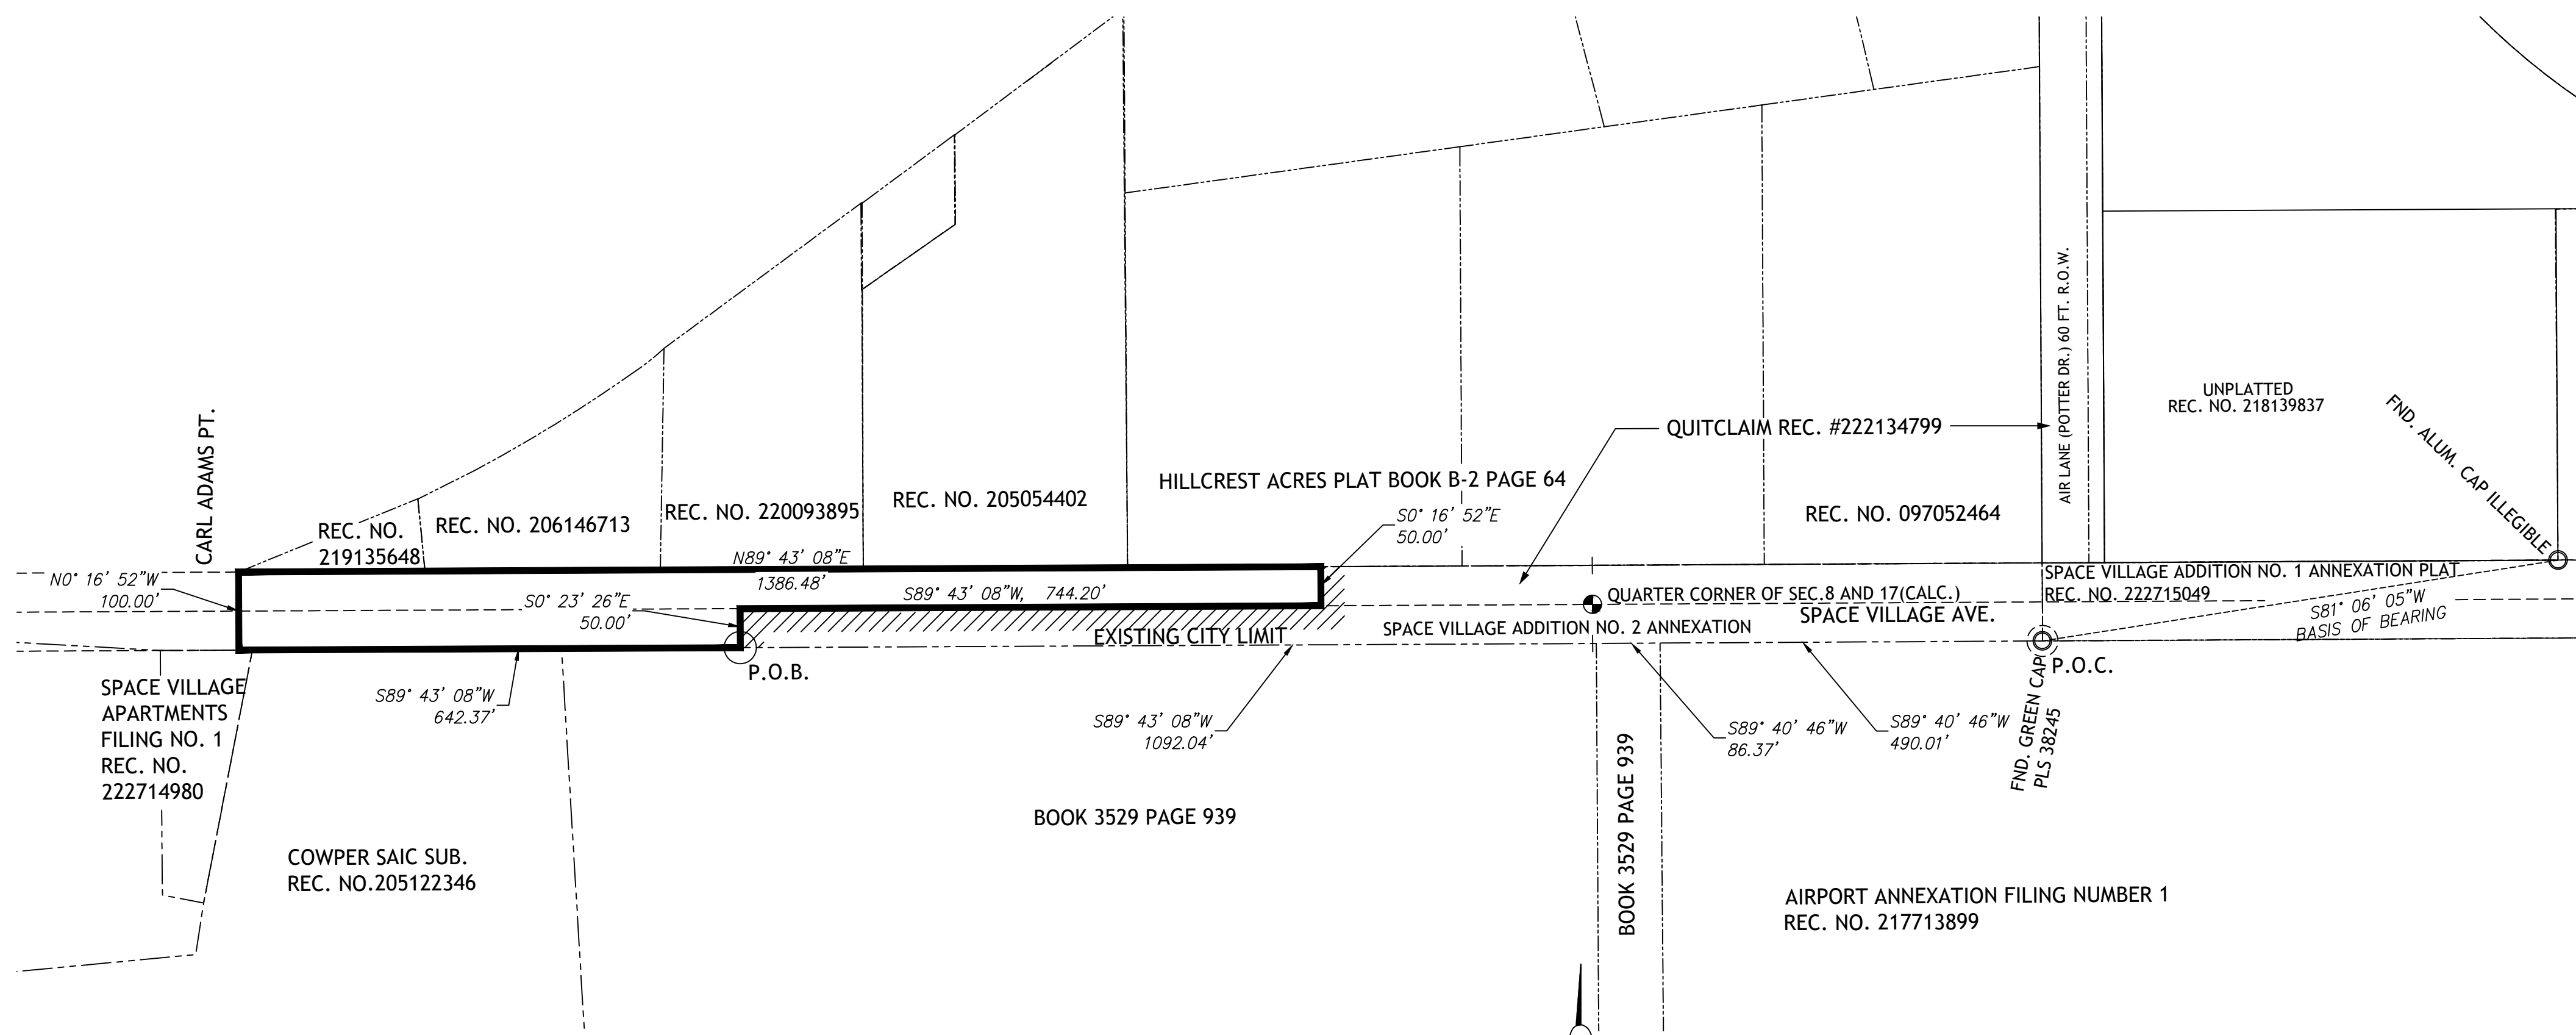 CARL ADAMS PT.
N0° 16' 52"W
100.00'
REC. NO.
219135648
REC. NO. 206146713
REC. NO. 220093895
REC. NO. 205054402
HILLCREST ACRES PLAT BOOK B-2 PAGE 64
QUITCLAIM REC. #222134799
REC. NO. 097052464
AIR LANE (POTTER DR.) 60 FT. R.O.W.
UNPLATTED
REC. NO. 218139837
FND. ALUM. CAP ILLEGIBLE
N89° 43' 08"E
1386.48'
S89° 43' 08"W, 744.20'
S0° 23' 26"E
50.00'
S0° 16' 52"E
50.00'
QUARTER CORNER OF SEC.8 AND 17(CALC.)
SPACE VILLAGE AVE.
SPACE VILLAGE ADDITION NO. 1 ANNEXATION PLAT
REC. NO. 222715049
S81° 06' 05"W
BASIS OF BEARING
EXISTING CITY LIMIT
SPACE VILLAGE ADDITION NO. 2 ANNEXATION
P.O.B.
P.O.C.
FND. GREEN CAP
PLS 38245
SPACE VILLAGE
APARTMENTS
FILING NO. 1
REC. NO.
222714980
S89° 43' 08"W
642.37'
S89° 43' 08"W
1092.04'
S89° 40' 46"W
86.37'
S89° 40' 46"W
490.01'
BOOK 3529 PAGE 939
BOOK 3529 PAGE 939
COWPER SAIC SUB.
REC. NO.205122346
AIRPORT ANNEXATION FILING NUMBER 1
REC. NO. 217713899